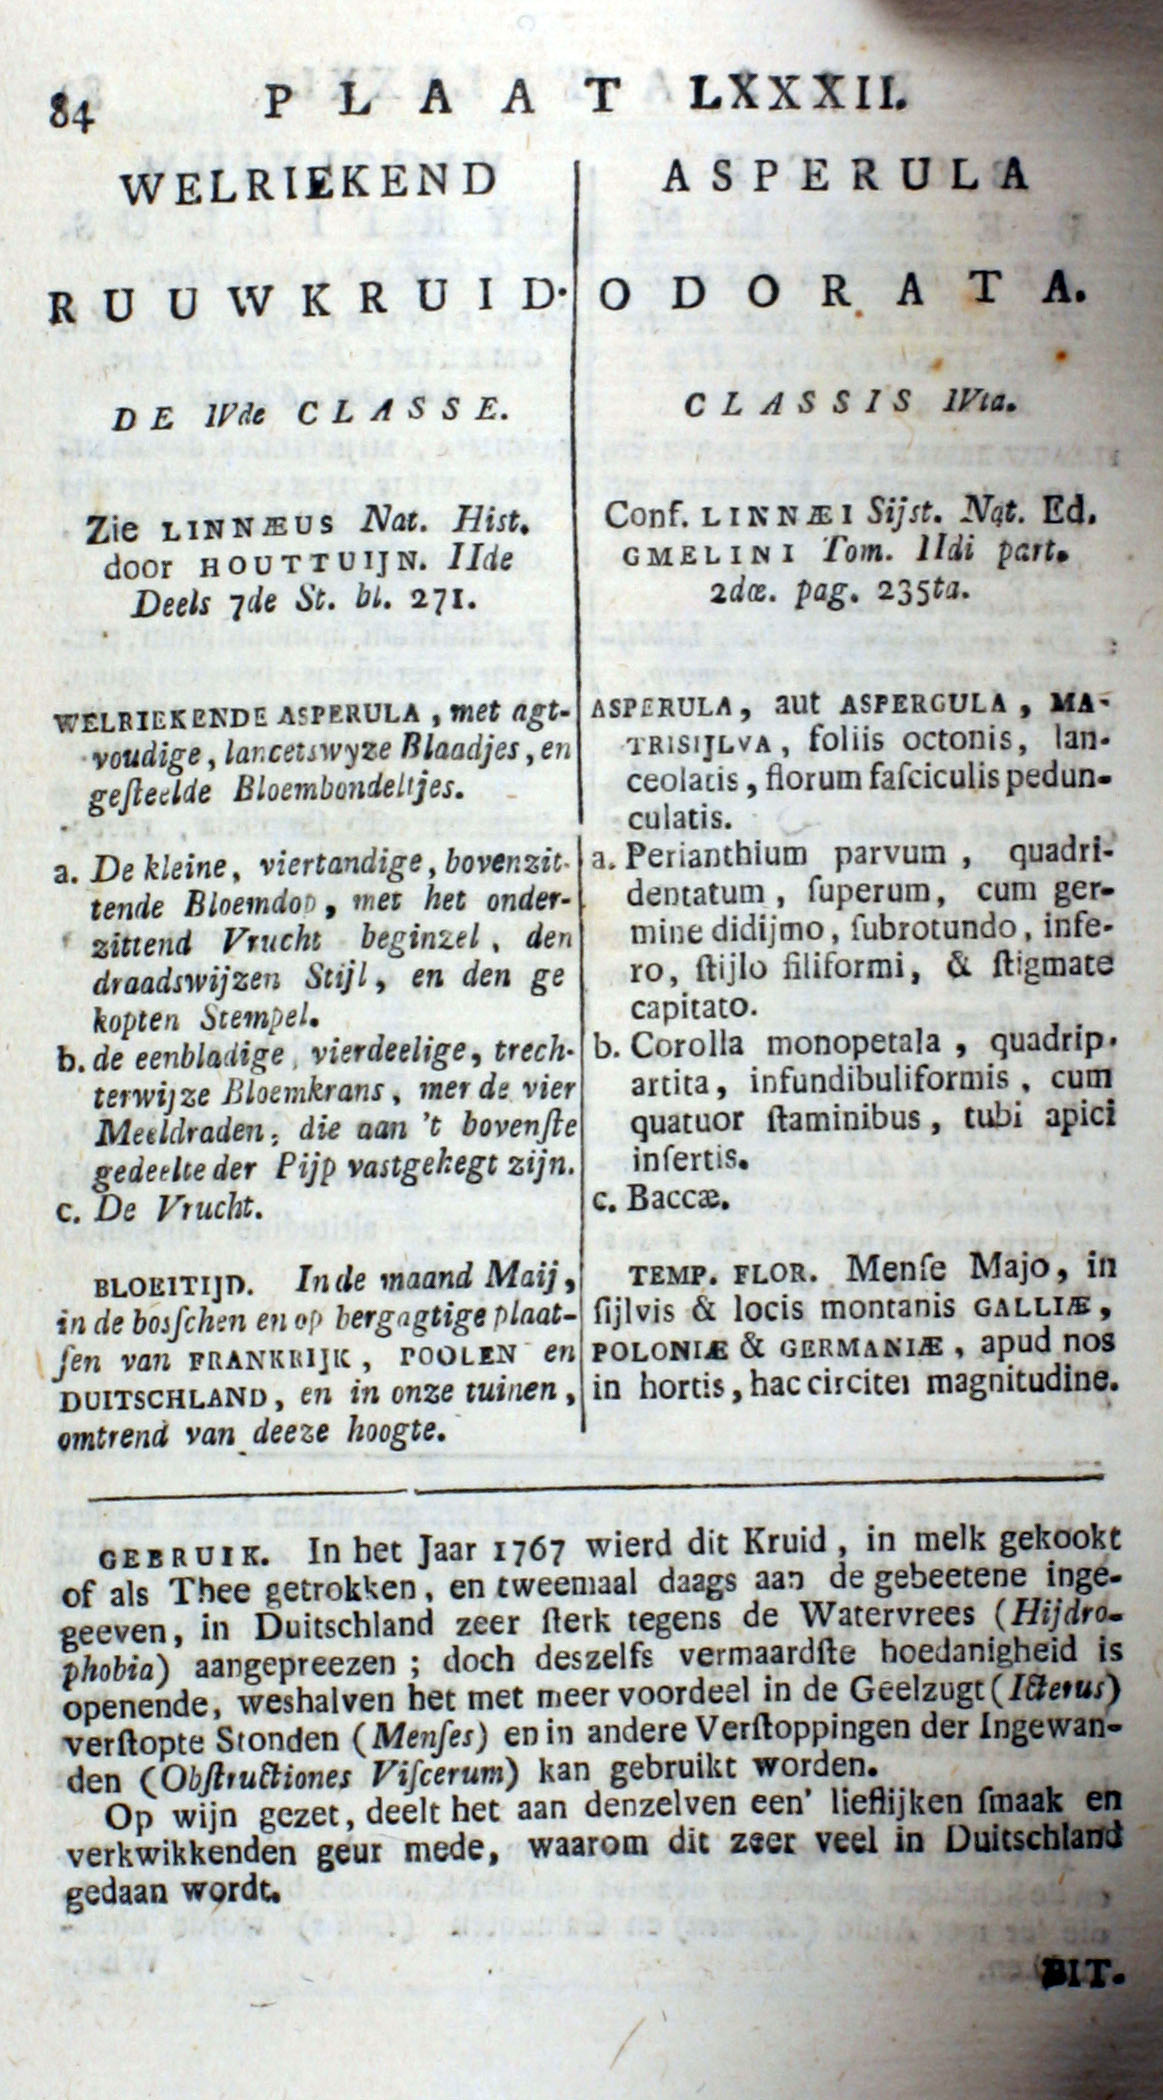 84 PLAAT LXXXII.
WELRIEKEND
RUUWKRUID.
DE IVde CLASSE.
Zie LINNÆUS Nat. Hist.
door HOUTTUIJN. IIde
Deels 7de St. bl. 271.
WELRIEKENDE ASPERULA, met agt-
voudige, lancetswyze Blaadjes, en
geſteelde Bloembondeltjes.
a. De kleine, viertandige, bovenzit-
tende Bloemdop, met het onder-
zittend Vrucht beginzel, den
draadswijzen Stijl, en den ge
kopten Stempel.
b. de eenbladige, vierdeelige, trech-
terwijze Bloemkrans, mer de vier
Meeldraden, die aan 't bovenſte
gedeelte der Pijp vastgehegt zijn.
c. De Vrucht.
BLOEITIJD. In de maand Maij,
in de bosſchen en op bergagtige plaat-
ſen van FRANKRIJK, POOLEN en
DUITSCHLAND, en in onze tuinen,
omtrend van deeze hoogte.
ASPERULA
ODORATA.
CLASSIS IVta.
Conf. LINNÆI Sijst. Nat. Ed.
GMELINI Tom. IIdi part.
2dæ. pag. 235ta.
ASPERULA, aut ASPERGULA, MA-
TRISIJLVA, foliis octonis, lan-
ceolatis, florum faſciculis pedun-
culatis.
a. Perianthium parvum, quadri-
dentatum, ſuperum, cum ger-
mine didijmo, ſubrotundo, infe-
ro, ſtijlo filiformi, & ſtigmate
capitato.
b. Corolla monopetala, quadrip-
artita, infundibuliformis, cum
quatuor ſtaminibus, tubi apici
inſertis.
c. Baccæ.
TEMP. FLOR. Menſe Majo, in
ſijlvis & locis montanis GALLIÆ,
POLONIÆ & GERMANIÆ, apud nos
in hortis, hac circiter magnitudine.
GEBRUIK. In het Jaar 1767 wierd dit Kruid, in melk gekookt
of als Thee getrokken, en tweemaal daags aan de gebeetene inge-
geeven, in Duitschland zeer ſterk tegens de Watervrees (Hijdro-
phobia) aangepreezen; doch deszelfs vermaardſte hoedanigheid is
openende, weshalven het met meer voordeel in de Geelzugt (Icterus)
verſtopte Stonden (Menſes) en in andere Verſtoppingen der Ingewan-
den (Obſtructiones Viſcerum) kan gebruikt worden.
Op wijn gezet, deelt het aan denzelven een' lieflijken ſmaak en
verkwikkenden geur mede, waarom dit zeer veel in Duitschland
gedaan wordt.
BIT.